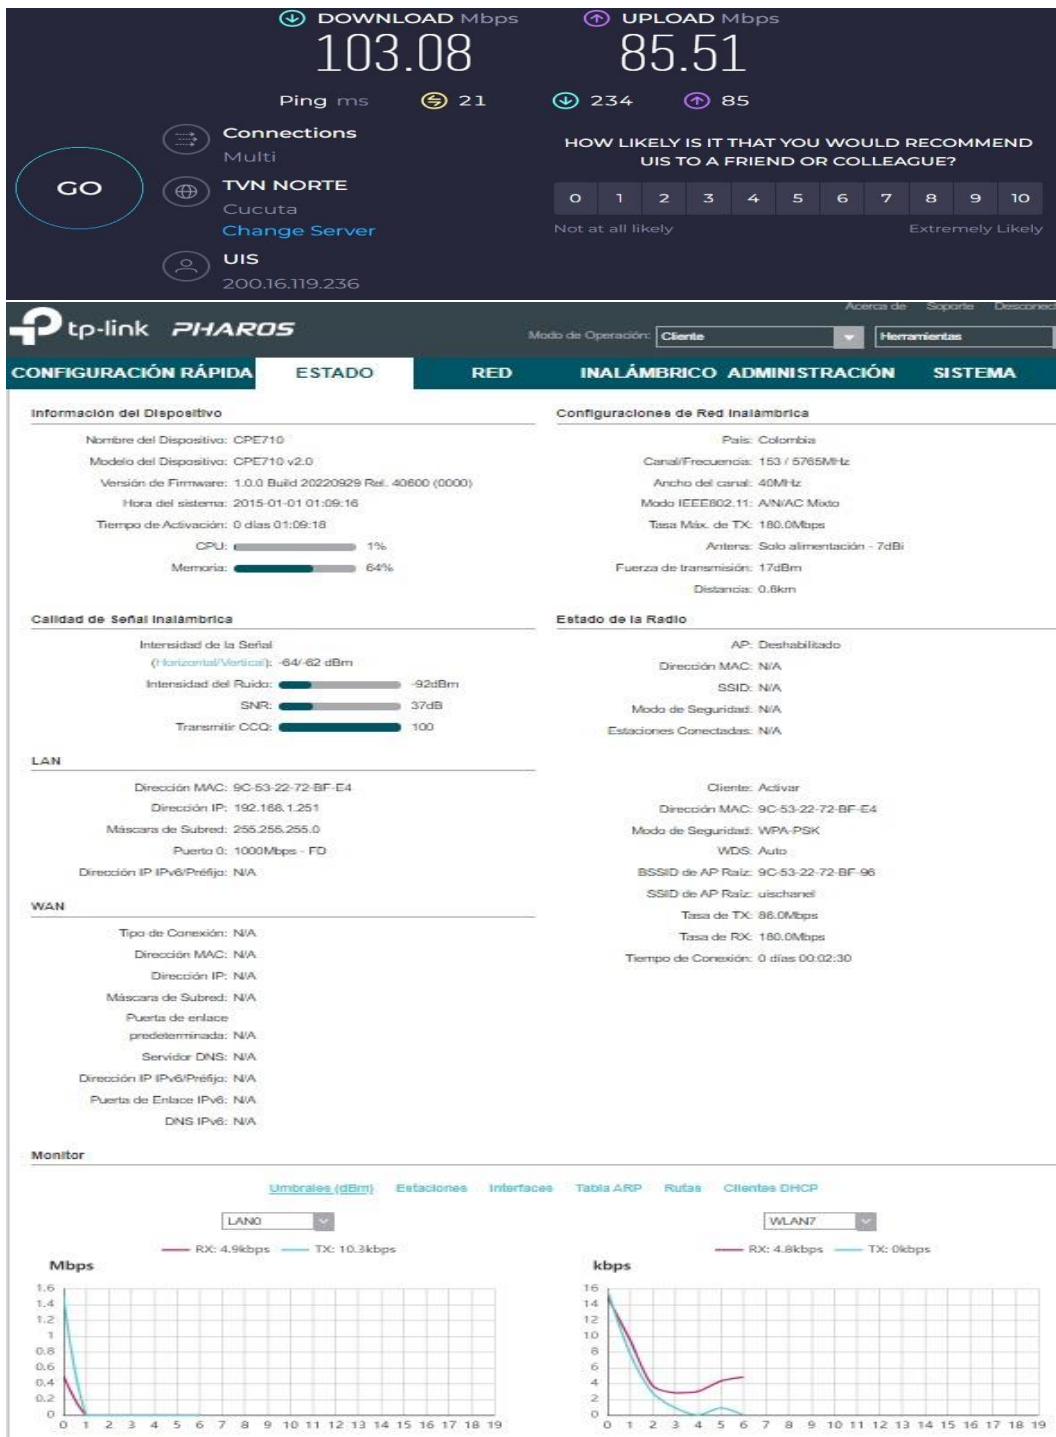 DOWNLOAD Mbps
103.08
UPLOAD Mbps
85.51
Ping ms 21 234 85
GO
Connections
Multi
TVN NORTE
Cucuta
Change Server
UIS
200.16.119.236
HOW LIKELY IS IT THAT YOU WOULD RECOMMEND
UIS TO A FRIEND OR COLLEAGUE?
0 1 2 3 4 5 6 7 8 9 10
Not at all likely Extremely Likely
tp-link PHAROS
Acerca de Soporte Desconect
Modo de Operación: Cliente Herramientas
CONFIGURACIÓN RÁPIDA ESTADO RED INALÁMBRICO ADMINISTRACIÓN SISTEMA
Información del Dispositivo
Nombre del Dispositivo: CPE710
Modelo del Dispositivo: CPE710 v2.0
Versión de Firmware: 1.0.0 Build 20220929 Rel. 40600 (0000)
Hora del sistema: 2015-01-01 01:09:16
Tiempo de Activación: 0 días 01:09:18
CPU: 1%
Memoria: 64%
Configuraciones de Red Inalámbrica
País: Colombia
Canal/Frecuencia: 153 / 5765MHz
Ancho del canal: 40MHz
Modo IEEE802.11: A/N/AC Mixto
Tasa Máx. de TX: 180.0Mbps
Antena: Solo alimentación - 7dBi
Fuerza de transmisión: 17dBm
Distancia: 0.8km
Calidad de Señal Inalámbrica
Intensidad de la Señal
(Horizontal/Vertical): -64/-62 dBm
Intensidad del Ruido: -92dBm
SNR: 37dB
Transmitir CCQ: 100
Estado de la Radio
AP: Deshabilitado
Dirección MAC: N/A
SSID: N/A
Modo de Seguridad: N/A
Estaciones Conectadas: N/A
LAN
Dirección MAC: 9C-53-22-72-BF-E4
Dirección IP: 192.168.1.251
Máscara de Subred: 255.255.255.0
Puerto 0: 1000Mbps - FD
Dirección IP IPv6/Préfijo: N/A
Cliente: Activar
Dirección MAC: 9C-53-22-72-BF-E4
Modo de Seguridad: WPA-PSK
WDS: Auto
BSSID de AP Raíz: 9C-53-22-72-BF-96
SSID de AP Raíz: uischanel
Tasa de TX: 86.0Mbps
Tasa de RX: 180.0Mbps
Tiempo de Conexión: 0 días 00:02:30
WAN
Tipo de Conexión: N/A
Dirección MAC: N/A
Dirección IP: N/A
Máscara de Subred: N/A
Puerta de enlace
predeterminada: N/A
Servidor DNS: N/A
Dirección IP IPv6/Préfijo: N/A
Puerta de Enlace IPv6: N/A
DNS IPv6: N/A
Monitor
Umbrales (dBm) Estaciones Interfaces Tabla ARP Rutas Clientes DHCP
LAN0
RX: 4.9kbps TX: 10.3kbps
Mbps
1.6
1.4
1.2
1
0.8
0.6
0.4
0.2
0
0 1 2 3 4 5 6 7 8 9 10 11 12 13 14 15 16 17 18 19
WLAN7
RX: 4.8kbps TX: 0kbps
kbps
16
14
12
10
8
6
4
2
0
0 1 2 3 4 5 6 7 8 9 10 11 12 13 14 15 16 17 18 19